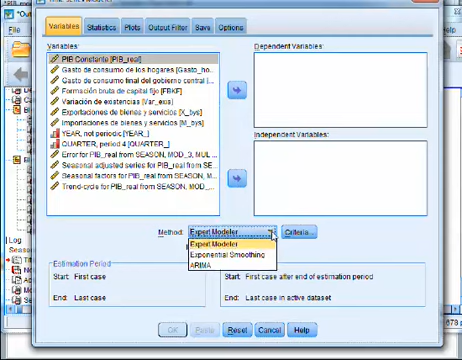 Variables
Statistics
Plots
Output Filter
Save
Options
Variables:
PIB Constante [PIB_real]
Gasto de consumo de los hogares [Gasto_ho...
Gasto de consumo final del gobierno central [...
Formación bruta de capital fijo [FBKF]
Variación de existencias [Var_exa]
Exportaciones de bienes y servicios [X_bys]
Importaciones de bienes y servicios [M_bys]
YEAR, not periodic [YEAR_]
QUARTER, period 4 [QUARTER_]
Error for PIB_real from SEASON, MOD_3, MUL ...
Seasonal adjusted series for PIB_real from S...
Seasonal factors for PIB_real from SEASON, ...
Trend-cycle for PIB_real from SEASON, MOD_...
Dependent Variables:
Independent Variables:
Method:
Expert Modeler
Criteria...
Expert Modeler
Exponential Smoothing
ARIMA
Estimation Period
Start: First case
End: Last case
Start: First case after end of estimation period
End: Last case in active dataset
OK
Paste
Reset
Cancel
Help
File
Log